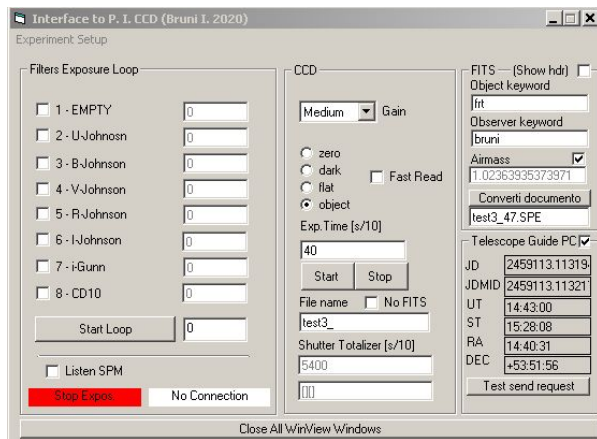 Interface to P. I. CCD (Bruni I. 2020)
Experiment Setup
Filters Exposure Loop
1 - EMPTY 0
2 - U-Johnosn 0
3 - B-Johnson 0
4 - V-Johnson 0
5 - R-Johnson 0
6 - I-Johnson 0
7 - i-Gunn 0
8 - CD10 0
Start Loop 0
Listen SPM
Stop Expos. No Connection
CCD
Medium Gain
zero
dark
flat
object
Fast Read
Exp.Time [s/10]
40
Start Stop
File name No FITS
test3_
Shutter Totalizer [s/10]
5400
[][]
FITS (Show hdr)
Object keyword
frt
Observer keyword
bruni
Airmass
1.02363935373971
Converti documento
test3_47.SPE
Telescope Guide PC
JD 2459113.11319
JDMID 2459113.11321
UT 14:43:00
ST 15:28:08
RA 14:40:31
DEC +53:51:56
Test send request
Close All WinView Windows